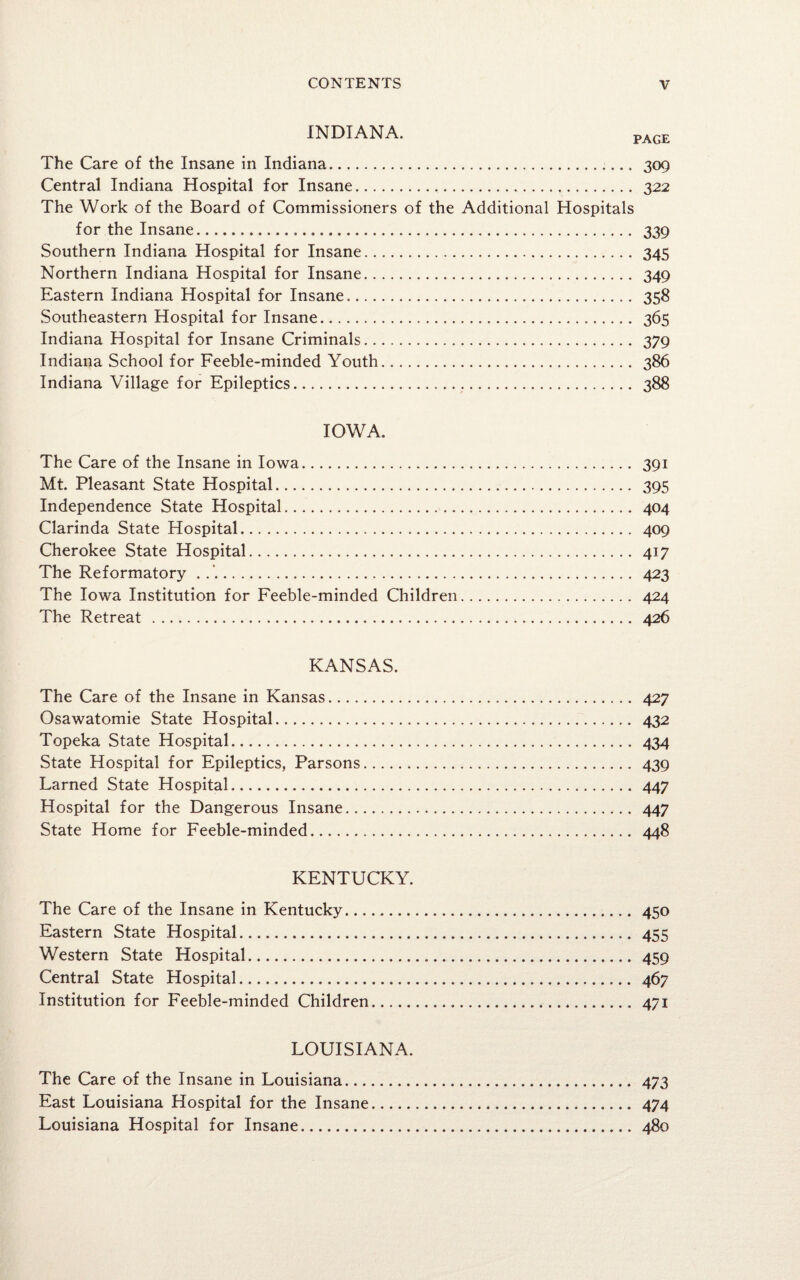 CONTENTS v
INDIANA. PAGE
The Care of the Insane in Indiana.................................... 309
Central Indiana Hospital for Insane................................ 322
The Work of the Board of Commissioners of the Additional Hospitals
for the Insane.................................................. 339
Southern Indiana Hospital for Insane............................... 345
Northern Indiana Hospital for Insane............................... 349
Eastern Indiana Hospital for Insane................................. 358
Southeastern Hospital for Insane.................................... 365
Indiana Hospital for Insane Criminals............................... 379
Indiana School for Feeble-minded Youth............................. 386
Indiana Village for Epileptics....................................... 388
IOWA.
The Care of the Insane in Iowa...................................... 391
Mt. Pleasant State Hospital......................................... 395
Independence State Hospital........................................ 404
Clarinda State Hospital............................................. 409
Cherokee State Hospital............................................ 417
The Reformatory ................................................... 423
The Iowa Institution for Feeble-minded Children.................... 424
The Retreat ....................................................... 426
KANSAS.
The Care of the Insane in Kansas................................... 427
Osawatomie State Hospital......................................... 432
Topeka State Hospital.............................................. 434
State Hospital for Epileptics, Parsons............................... 439
Larned State Hospital.............................................. 447
Hospital for the Dangerous Insane................................. 447
State Home for Feeble-minded..................................... 448
KENTUCKY.
The Care of the Insane in Kentucky................................. 450
Eastern State Hospital............................................. 455
Western State Hospital............................................ 459
Central State Hospital............................................. 467
Institution for Feeble-minded Children.............................. 471
LOUISIANA.
The Care of the Insane in Louisiana................................. 473
East Louisiana Hospital for the Insane.............................. 474
Louisiana Hospital for Insane...................................... 480